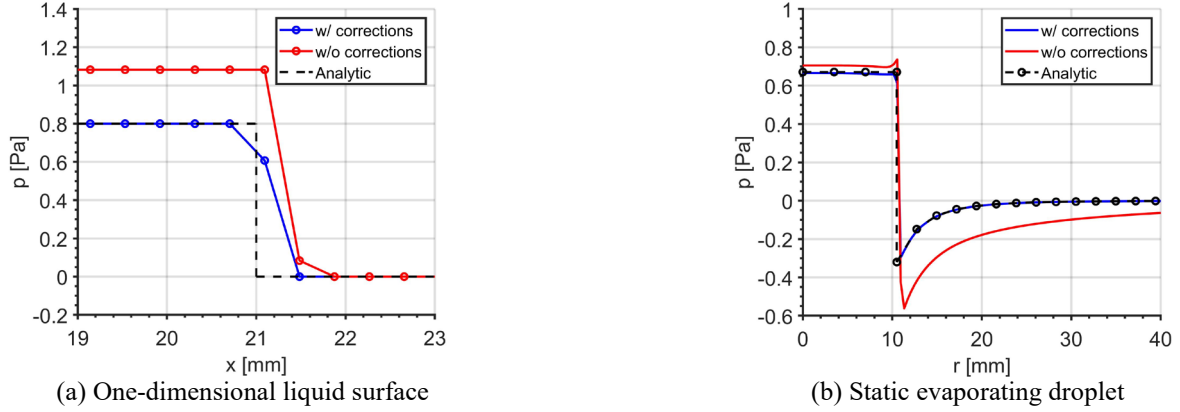 1.4
1.2
1
0.8
0.6
0.4
0.2
0
-0.2
19
20
21
22
23
p [Pa]
x [mm]
w/ corrections
w/o corrections
Analytic
(a) One-dimensional liquid surface
1
0.8
0.6
0.4
0.2
0
-0.2
-0.4
-0.6
0
10
20
30
40
p [Pa]
r [mm]
w/ corrections
w/o corrections
Analytic
(b) Static evaporating droplet